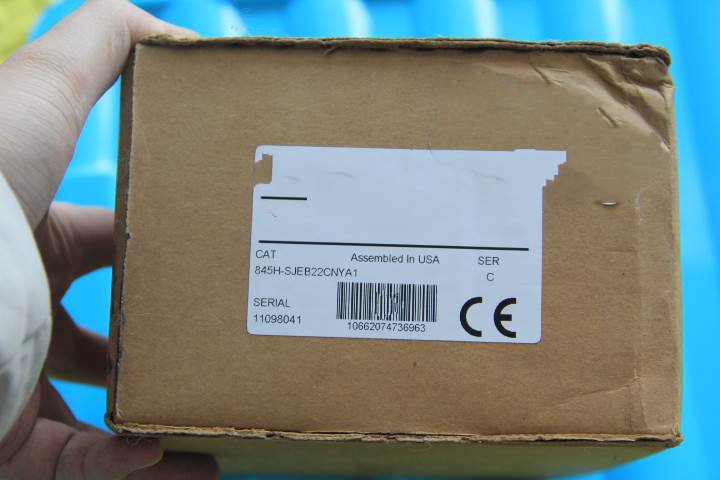 CAT Assembled In USA SER
845H-SJEB22CNYA1 C
SERIAL
11098041
10662074736963
CE